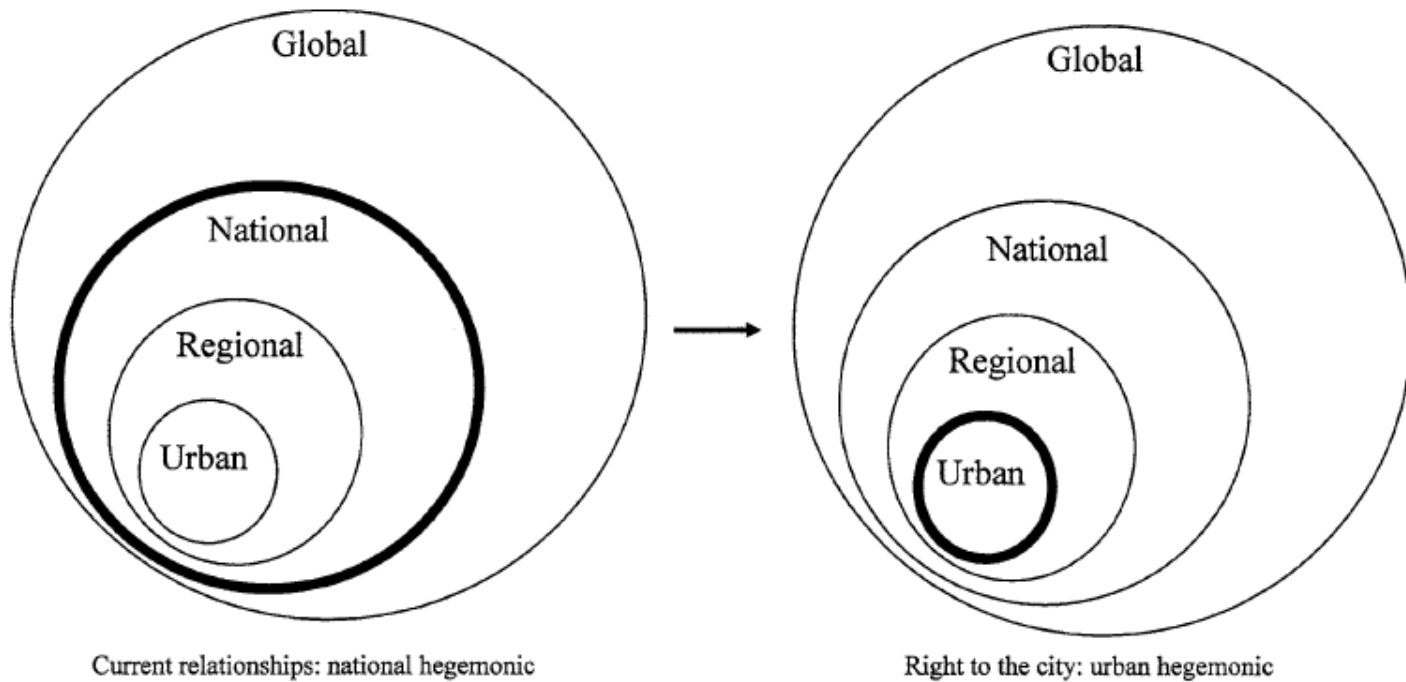 Global
National
Regional
Urban
Current relationships: national hegemonic
Global
National
Regional
Urban
Right to the city: urban hegemonic